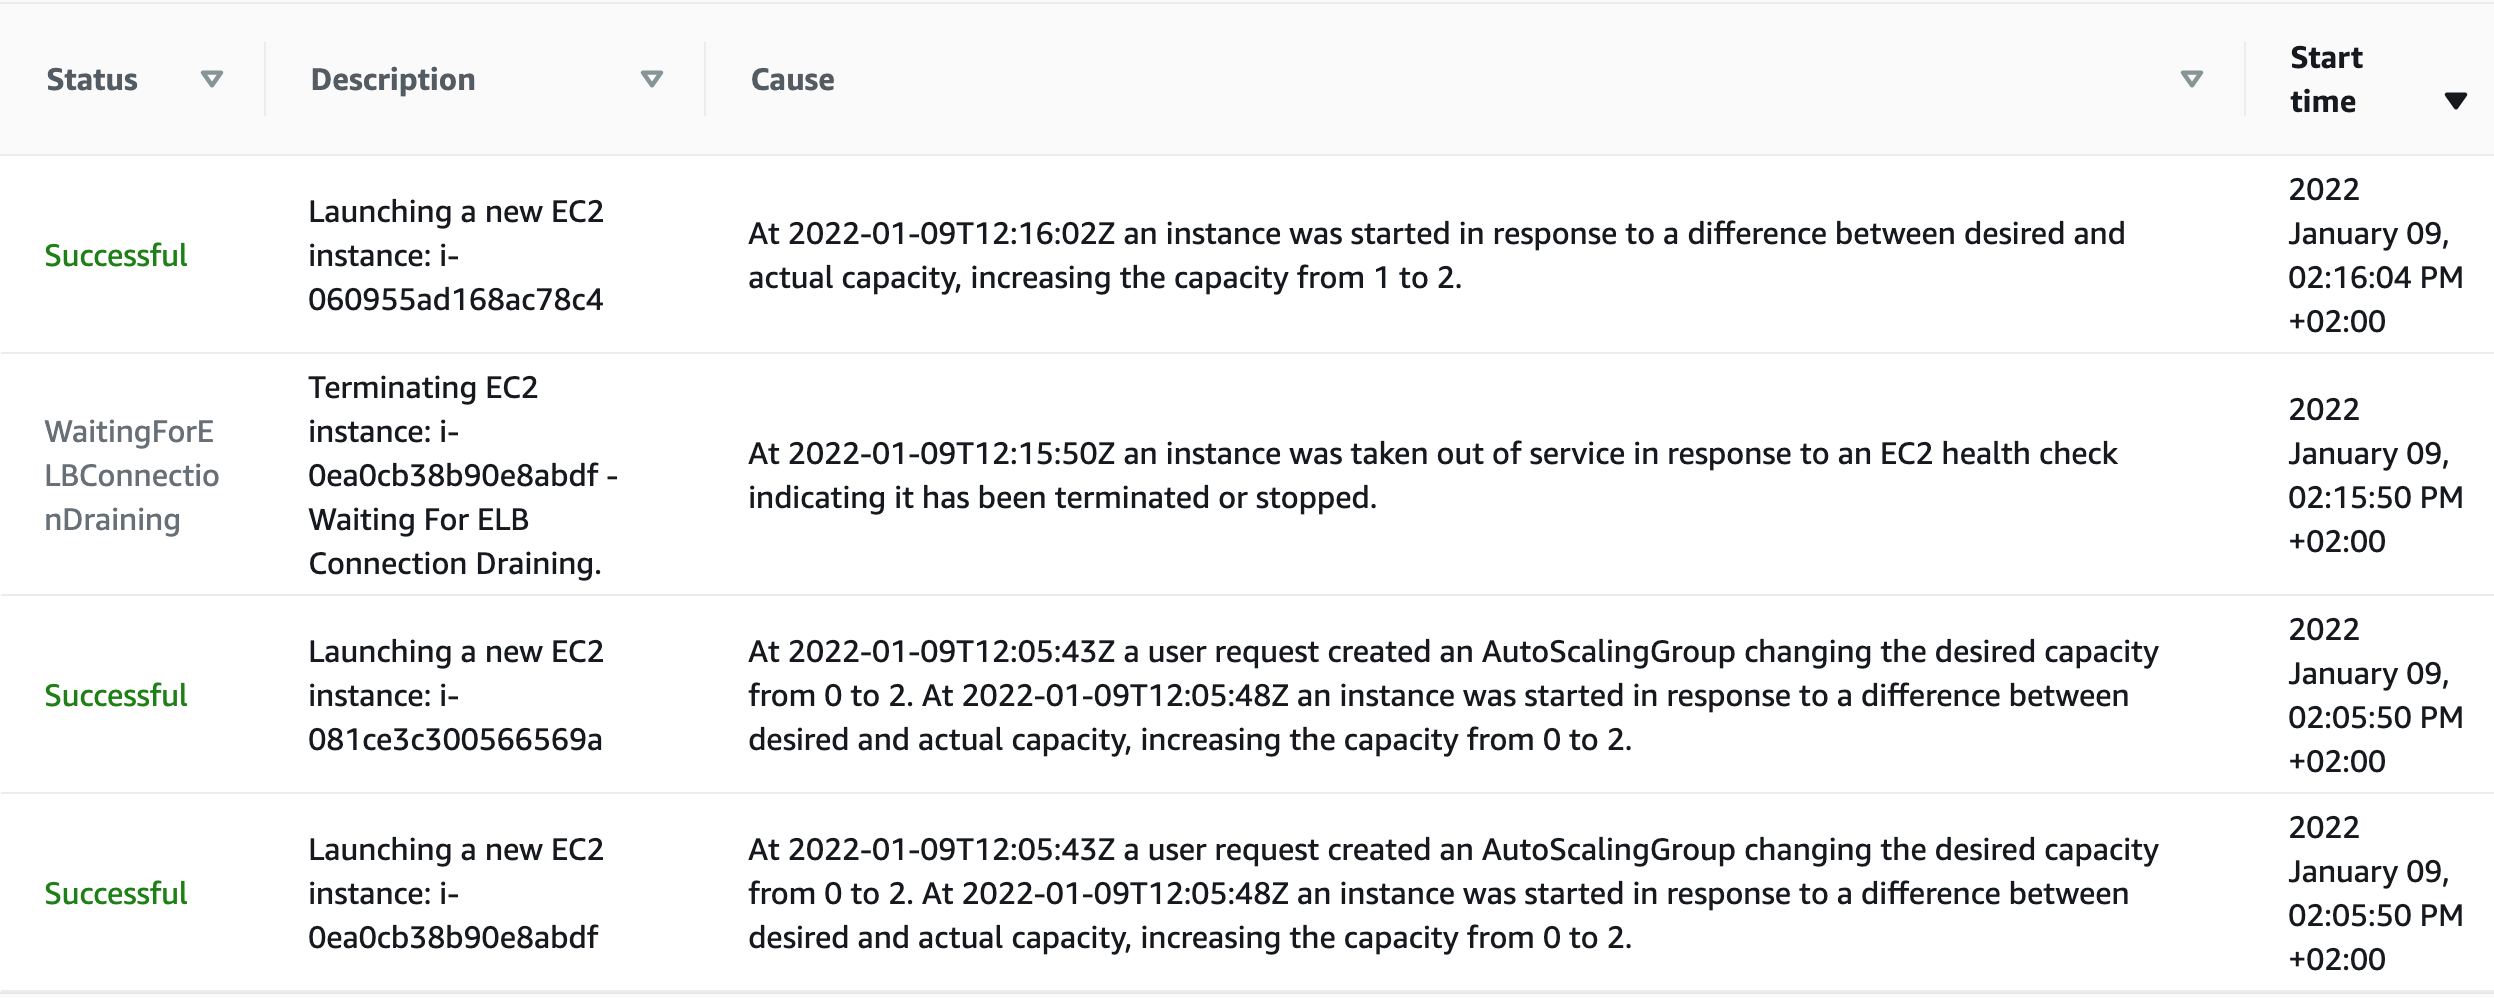 Status
Description
Cause
Start
time
Successful
Launching a new EC2
instance: i-
060955ad168ac78c4
At 2022-01-09T12:16:02Z an instance was started in response to a difference between desired and
actual capacity, increasing the capacity from 1 to 2.
2022
January 09,
02:16:04 PM
+02:00
WaitingForE
LBConnectio
nDraining
Terminating EC2
instance: i-
0ea0cb38b90e8abdf -
Waiting For ELB
Connection Draining.
At 2022-01-09T12:15:50Z an instance was taken out of service in response to an EC2 health check
indicating it has been terminated or stopped.
2022
January 09,
02:15:50 PM
+02:00
Successful
Launching a new EC2
instance: i-
081ce3c300566569a
At 2022-01-09T12:05:43Z a user request created an AutoScalingGroup changing the desired capacity
from 0 to 2. At 2022-01-09T12:05:48Z an instance was started in response to a difference between
desired and actual capacity, increasing the capacity from 0 to 2.
2022
January 09,
02:05:50 PM
+02:00
Successful
Launching a new EC2
instance: i-
0ea0cb38b90e8abdf
At 2022-01-09T12:05:43Z a user request created an AutoScalingGroup changing the desired capacity
from 0 to 2. At 2022-01-09T12:05:48Z an instance was started in response to a difference between
desired and actual capacity, increasing the capacity from 0 to 2.
2022
January 09,
02:05:50 PM
+02:00